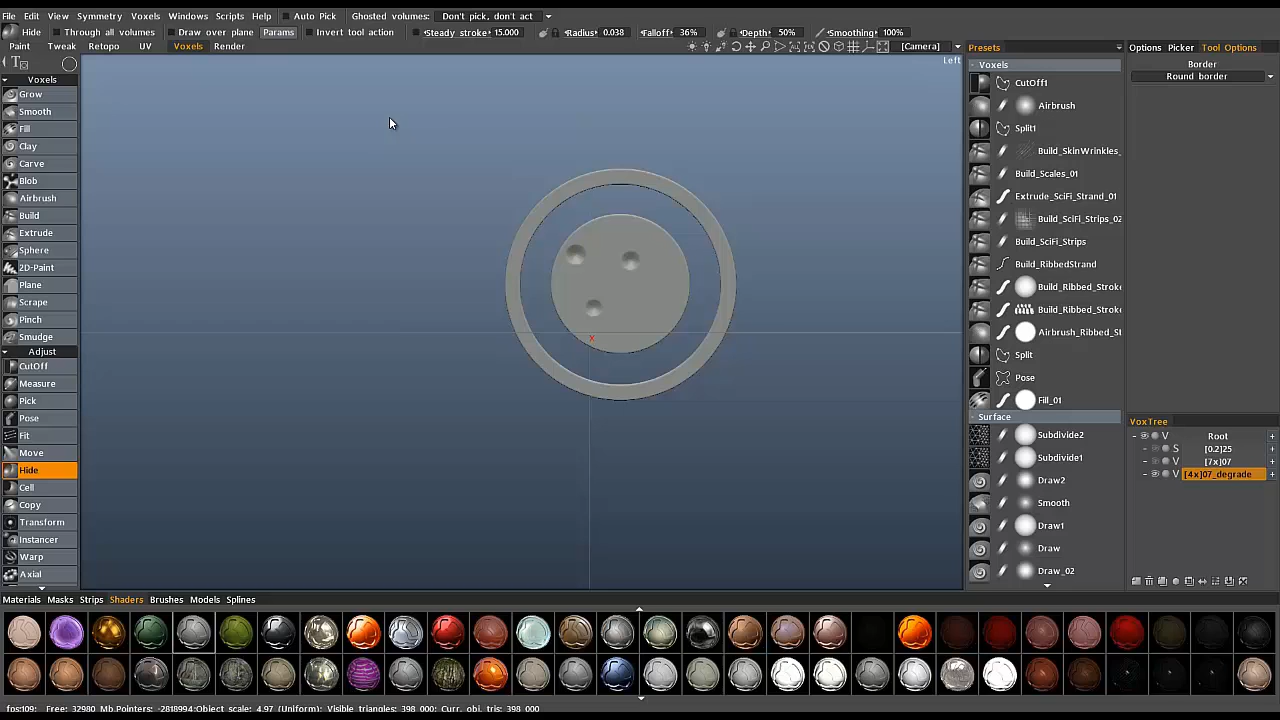 File Edit View Symmetry Voxels Windows Scripts Help Auto Pick Ghosted volumes: Don't pick, don't act
Hide Through all volumes Draw over plane Params Invert tool action Steady stroke 15.000 Radius 0.038 Falloff 36% Depth 50% Smoothing 100%
Paint Tweak Retopo UV Voxels Render [Camera] Presets Options Picker Tool Options
Left
Border
Round border
Voxels
Grow
Smooth
Fill
Clay
Carve
Blob
Airbrush
Build
Extrude
Sphere
2D-Paint
Plane
Scrape
Pinch
Smudge
Adjust
CutOff
Measure
Pick
Pose
Fit
Move
Hide
Cell
Copy
Transform
Instancer
Warp
Axial
X
Voxels
CutOff1
Airbrush
Split1
Build_SkinWrinkles_
Build_Scales_01
Extrude_SciFi_Strand_01
Build_SciFi_Strips_02
Build_SciFi_Strips
Build_RibbedStrand
Build_Ribbed_Strok
Build_Ribbed_Strok
Airbrush_Ribbed_St
Split
Pose
Fill_01
Surface
Subdivide2
Subdivide1
Draw2
Smooth
Draw1
Draw
Draw_02
VoxTree
V Root +
S [0.2]25 +
V [7x]07 +
V [4x]07_degrade +
Materials Masks Strips Shaders Brushes Models Splines
fps:109; Free: 32980 Mb,Pointers: -2818994;Object scale: 4.97 (Uniform); Visible triangles: 398 000; Curr. obj. tris: 398 000